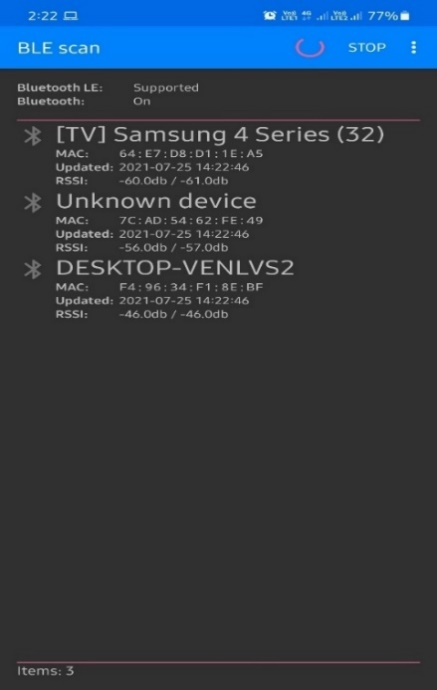 2:22 77%
BLE scan STOP
Bluetooth LE: Supported
Bluetooth: On
[TV] Samsung 4 Series (32)
MAC: 64:E7:D8:D1:1E:A5
Updated: 2021-07-25 14:22:46
RSSI: -60.0db / -61.0db
Unknown device
MAC: 7C:AD:54:62:FE:49
Updated: 2021-07-25 14:22:46
RSSI: -56.0db / -57.0db
DESKTOP-VENLVS2
MAC: F4:96:34:F1:8E:BF
Updated: 2021-07-25 14:22:46
RSSI: -46.0db / -46.0db
Items: 3